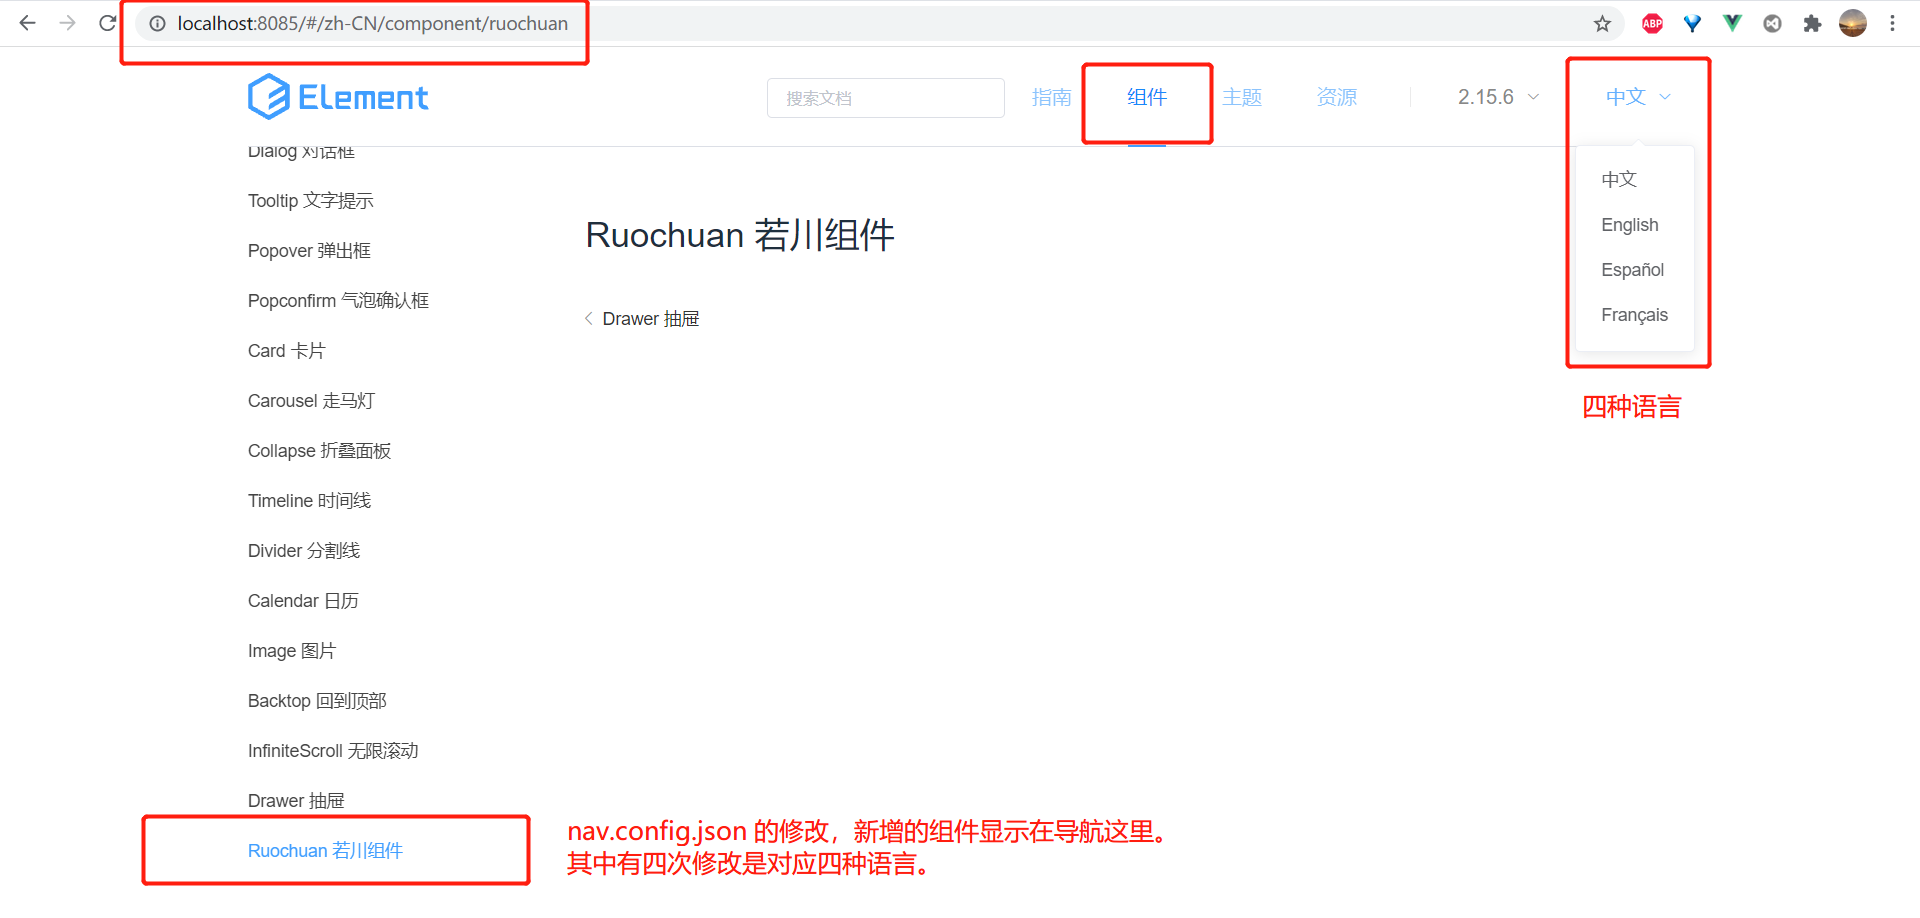 localhost:8085/#/zh-CN/component/ruochuan
ABP
Element
搜索文档
指南
组件
主题
资源
2.15.6
中文
中文
English
Español
Français
四种语言
Dialog 对话框
Tooltip 文字提示
Popover 弹出框
Popconfirm 气泡确认框
Card 卡片
Carousel 走马灯
Collapse 折叠面板
Timeline 时间线
Divider 分割线
Calendar 日历
Image 图片
Backtop 回到顶部
InfiniteScroll 无限滚动
Drawer 抽屉
Ruochuan 若川组件
Ruochuan 若川组件
Drawer 抽屉
nav.config.json 的修改，新增的组件显示在导航这里。
其中有四次修改是对应四种语言。